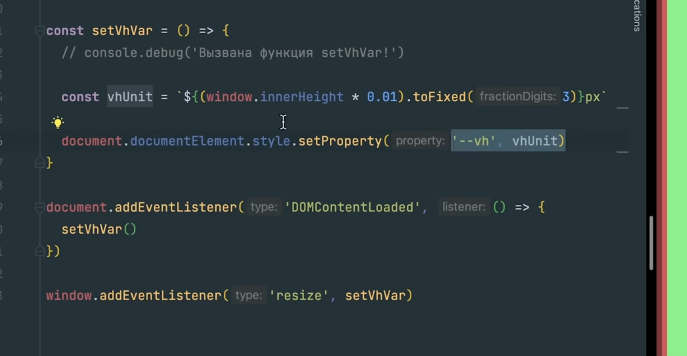 cations
const setVhVar = () => {
// console.debug('Вызвана функция setVhVar!')
const vhUnit = `${(window.innerHeight * 0.01).toFixed( fractionDigits: 3)}px`
document.documentElement.style.setProperty( property: '--vh', vhUnit)
}
document.addEventListener( type: 'DOMContentLoaded', listener: () => {
setVhVar()
})
window.addEventListener( type: 'resize', setVhVar)